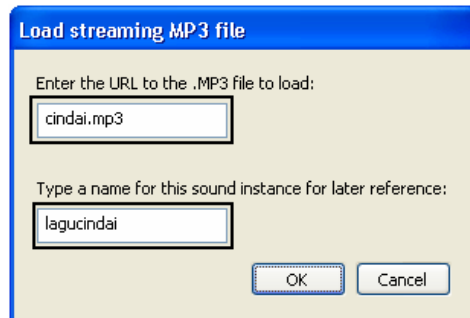 Load streaming MP3 file
Enter the URL to the .MP3 file to load:
cindai.mp3
Type a name for this sound instance for later reference:
lagucindai
OK Cancel